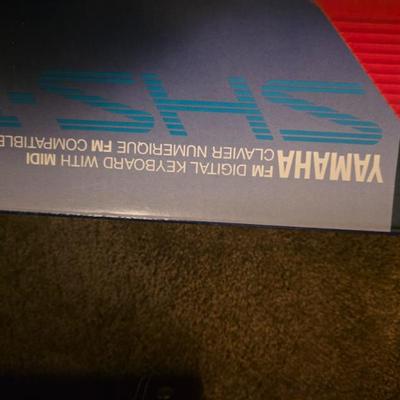 YAMAHA
FM DIGITAL KEYBOARD WITH MIDI
CLAVIER NUMERIQUE FM COMPATIBLE
SHS-